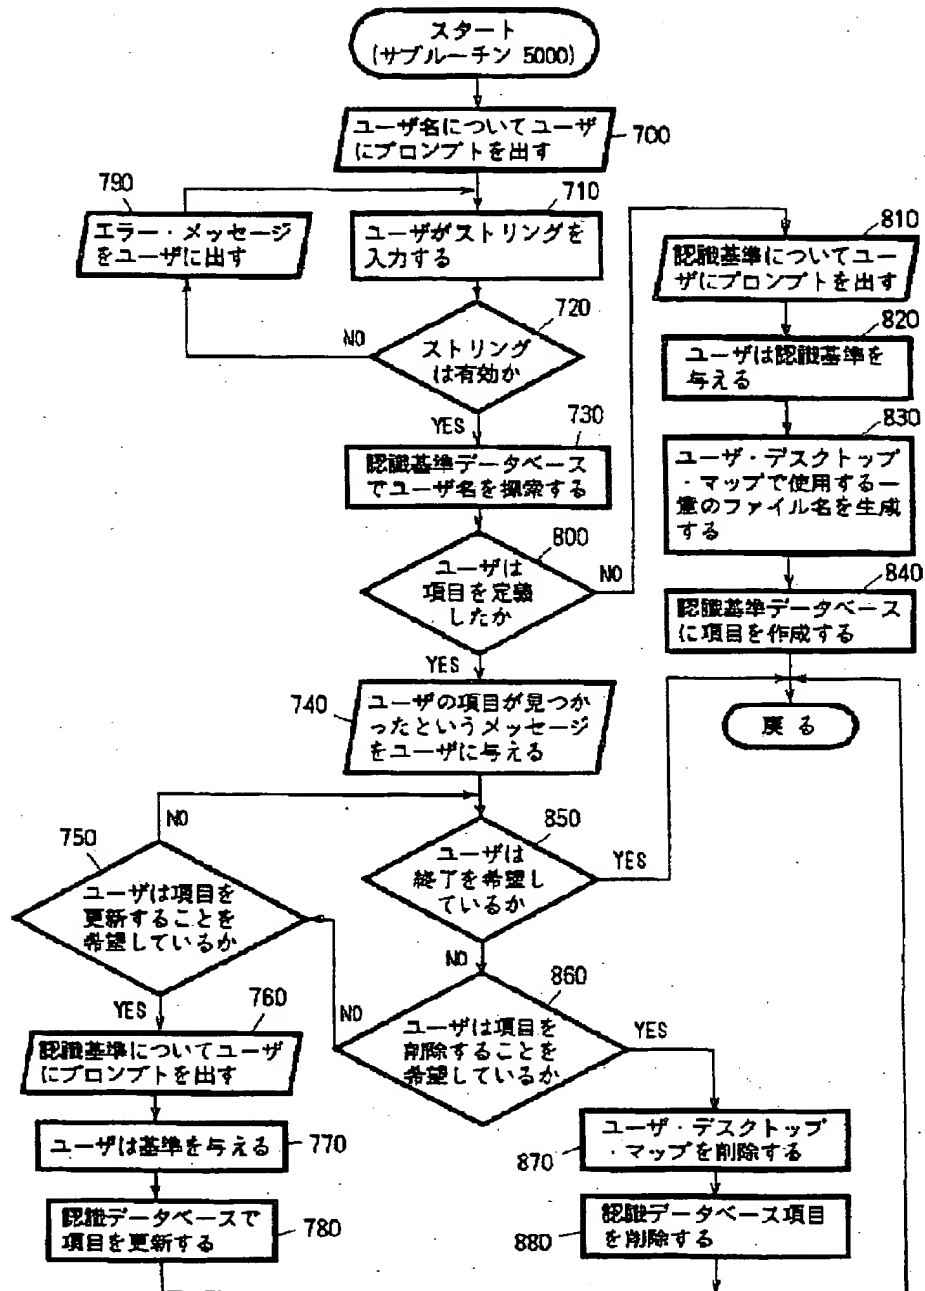 スタート
(サブルーチン 5000)
ユーザ名についてユーザ
にプロンプトを出す
700
790
エラー・メッセージ
をユーザに出す
710
ユーザがストリングを
入力する
720
ストリング
は有効か
NO
YES
730
認識基準データベース
でユーザ名を探索する
800
ユーザは
項目を定義
したか
NO
YES
810
認識基準についてユー
ザにプロンプトを出す
820
ユーザは認識基準を
与える
830
ユーザ・デスクトップ
・マップで使用する一
意のファイル名を生成
する
840
認識基準データベース
に項目を作成する
戻る
740
ユーザの項目が見つか
ったというメッセージ
をユーザに与える
850
ユーザは
終了を希望し
ているか
YES
NO
750
ユーザは項目を
更新することを
希望しているか
NO
YES
860
ユーザは項目を
削除することを
希望しているか
NO
YES
760
認識基準についてユーザ
にプロンプトを出す
ユーザは基準を与える
770
認識データベースで
項目を更新する
780
ユーザ・デスクトップ
・マップを削除する
870
認識データベース項目
を削除する
880